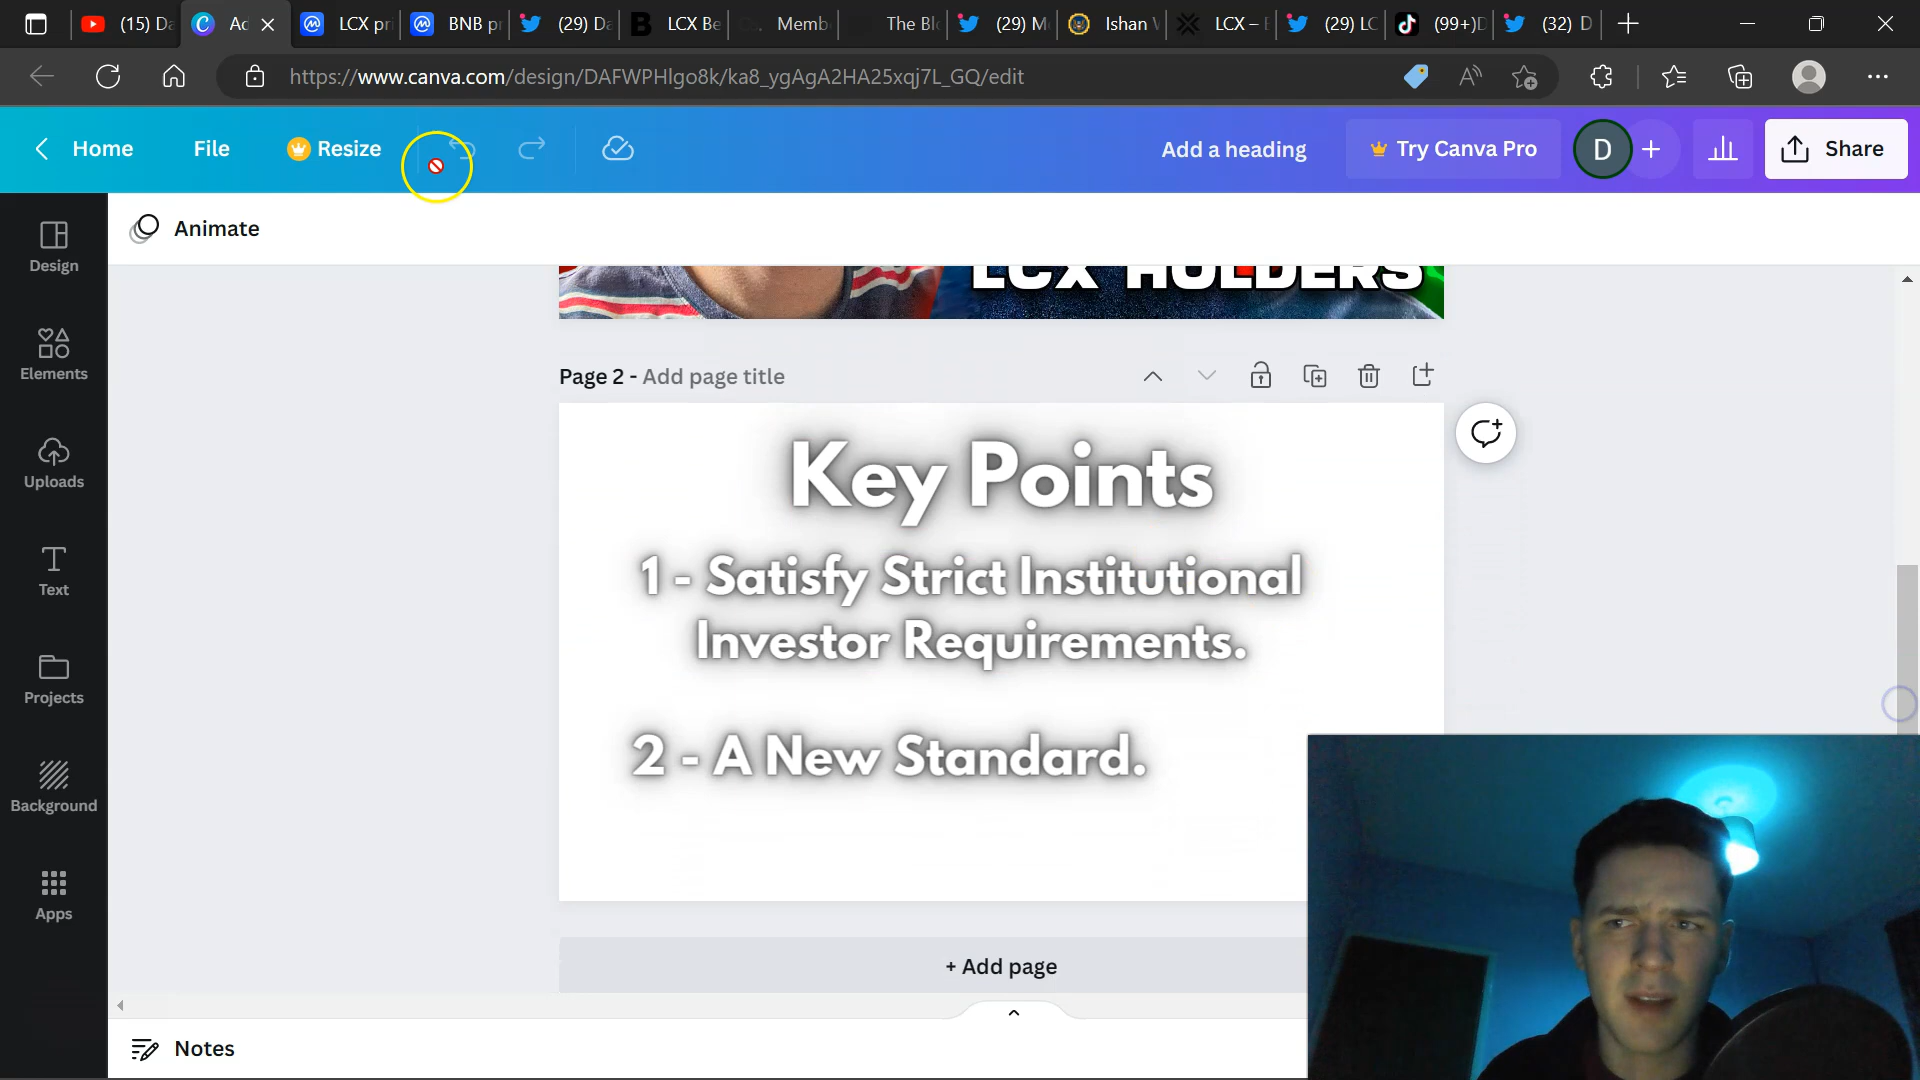 (15) Da
Ad
LCX pri
BNB pr
(29) Da
LCX Be
Memb
The Blo
(29) M
Ishan V
LCX – E
(29) LC
(99+)D
(32) D
https://www.canva.com/design/DAFWPHlgo8k/ka8_ygAgA2HA25xqj7L_GQ/edit
Home
File
Resize
Add a heading
Try Canva Pro
D
Share
Design
Animate
Elements
LCX HOLDERS
Page 2 - Add page title
Uploads
Key Points
1 - Satisfy Strict Institutional
Investor Requirements.
Text
Projects
2 - A New Standard.
Background
Apps
+ Add page
Notes